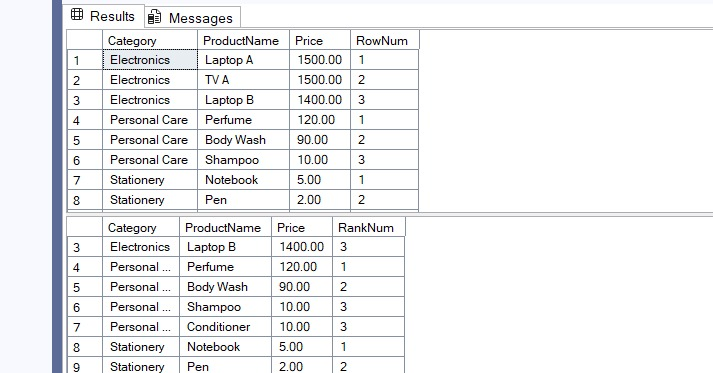 Results Messages
Category ProductName Price RowNum
1 Electronics Laptop A 1500.00 1
2 Electronics TV A 1500.00 2
3 Electronics Laptop B 1400.00 3
4 Personal Care Perfume 120.00 1
5 Personal Care Body Wash 90.00 2
6 Personal Care Shampoo 10.00 3
7 Stationery Notebook 5.00 1
8 Stationery Pen 2.00 2
Category ProductName Price RankNum
3 Electronics Laptop B 1400.00 3
4 Personal ... Perfume 120.00 1
5 Personal ... Body Wash 90.00 2
6 Personal ... Shampoo 10.00 3
7 Personal ... Conditioner 10.00 3
8 Stationery Notebook 5.00 1
9 Stationery Pen 2.00 2